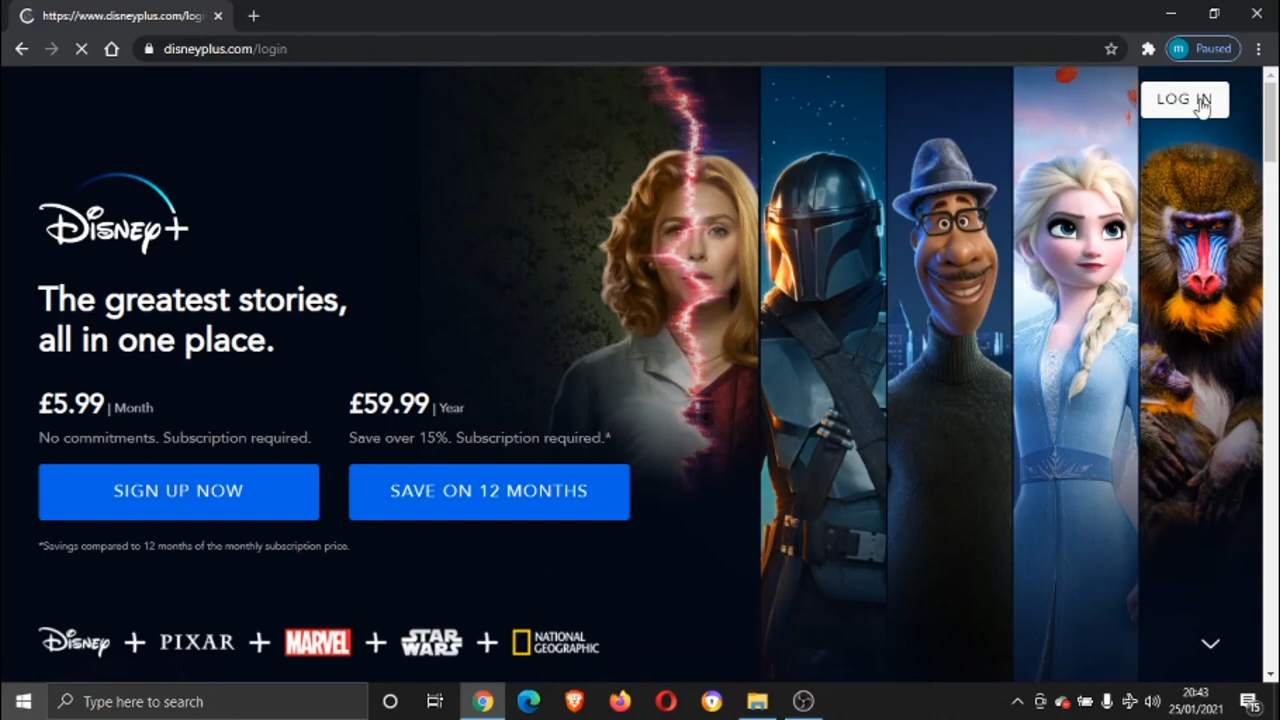 https://www.disneyplus.com/logi
disneyplus.com/login
m Paused
LOG IN
Disney+
The greatest stories,
all in one place.
£5.99 | Month
£59.99 | Year
No commitments. Subscription required.
Save over 15%. Subscription required.*
SIGN UP NOW
SAVE ON 12 MONTHS
*Savings compared to 12 months of the monthly subscription price.
Disney + PIXAR + MARVEL + STAR WARS + NATIONAL GEOGRAPHIC
Type here to search
20:43
25/01/2021
15